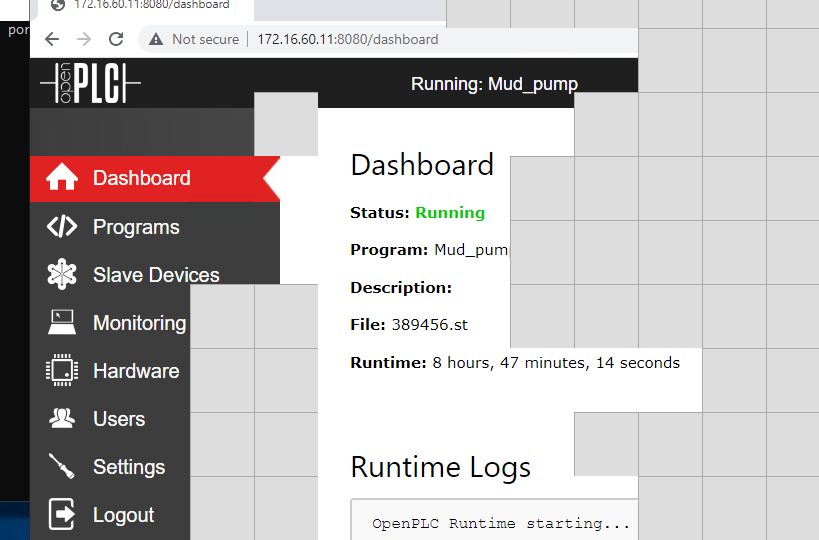 172.16.60.11:8080/dashboard
por
Not secure
172.16.60.11:8080/dashboard
open PLC
Running: Mud_pump
Dashboard
Programs
Slave Devices
Monitoring
Hardware
Users
Settings
Logout
Dashboard
Status: Running
Program: Mud_pum
Description:
File: 389456.st
Runtime: 8 hours, 47 minutes, 14 seconds
Runtime Logs
OpenPLC Runtime starting...